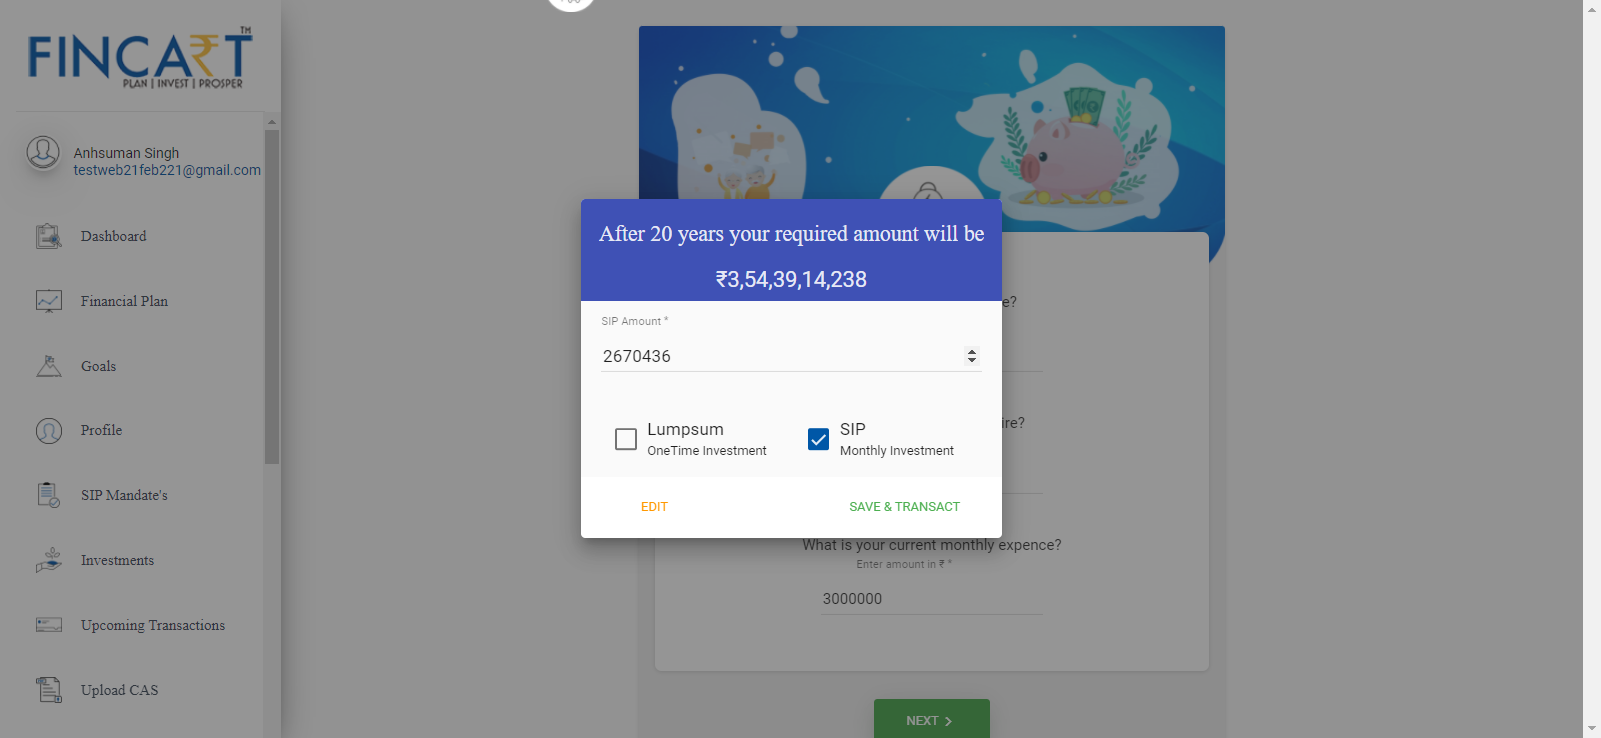 FINCART™
PLAN | INVEST | PROSPER
Anhsuman Singh
testweb21feb221@gmail.com
Dashboard
Financial Plan
Goals
Profile
SIP Mandate's
Investments
Upcoming Transactions
Upload CAS
After 20 years your required amount will be
₹3,54,39,14,238
SIP Amount *
2670436
Lumpsum
OneTime Investment
SIP
Monthly Investment
EDIT
SAVE & TRANSACT
e?
ire?
What is your current monthly expence?
Enter amount in ₹ *
3000000
NEXT